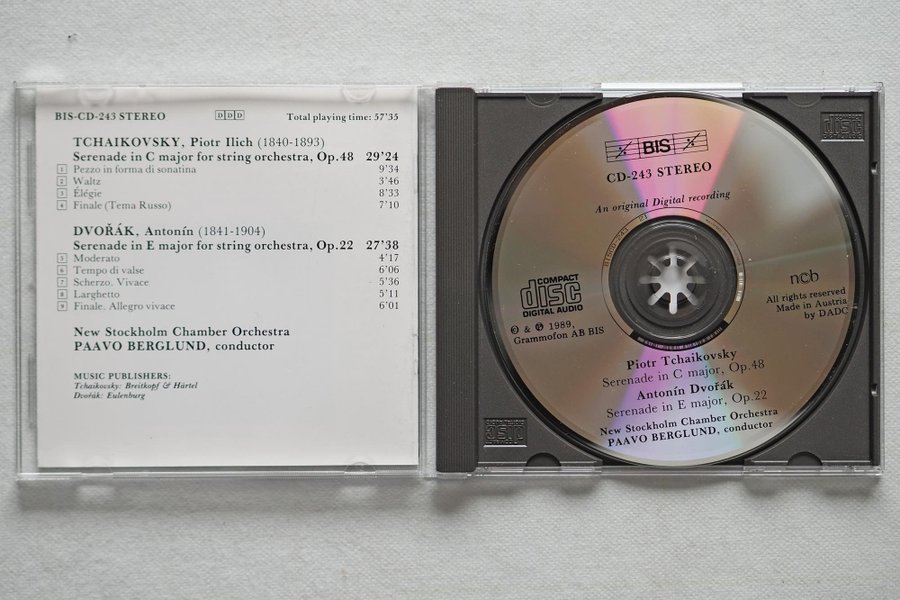 BIS-CD-243 STEREO DDD Total playing time: 57'35
TCHAIKOVSKY, Piotr Ilich (1840-1893)
Serenade in C major for string orchestra, Op.48 29'24
1 Pezzo in forma di sonatina 9'34
2 Waltz 3'46
3 Élégie 8'33
4 Finale (Tema Russo) 7'10
DVOŘÁK, Antonín (1841-1904)
Serenade in E major for string orchestra, Op.22 27'38
5 Moderato 4'17
6 Tempo di valse 6'06
7 Scherzo. Vivace 5'36
8 Larghetto 5'11
9 Finale. Allegro vivace 6'01
New Stockholm Chamber Orchestra
PAAVO BERGLUND, conductor
MUSIC PUBLISHERS:
Tchaikovsky: Breitkopf & Härtel
Dvořák: Eulenburg
BIS
CD-243 STEREO
An original Digital recording
COMPACT
disc
DIGITAL AUDIO
© & ℗ 1989,
Grammofon AB BIS
ncb
All rights reserved
Made in Austria
by DADC
Piotr Tchaikovsky
Serenade in C major, Op.48
Antonín Dvořák
Serenade in E major, Op.22
New Stockholm Chamber Orchestra
PAAVO BERGLUND, conductor